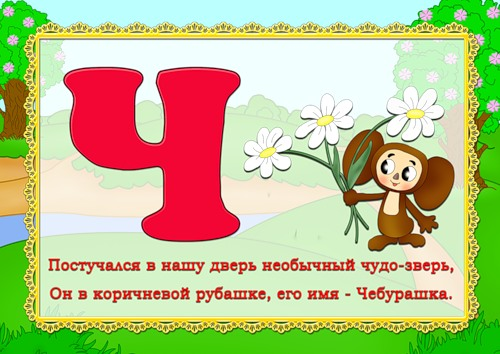 Ч
Постучался в нашу дверь необычный чудо-зверь,
Он в коричневой рубашке, его имя - Чебурашка.